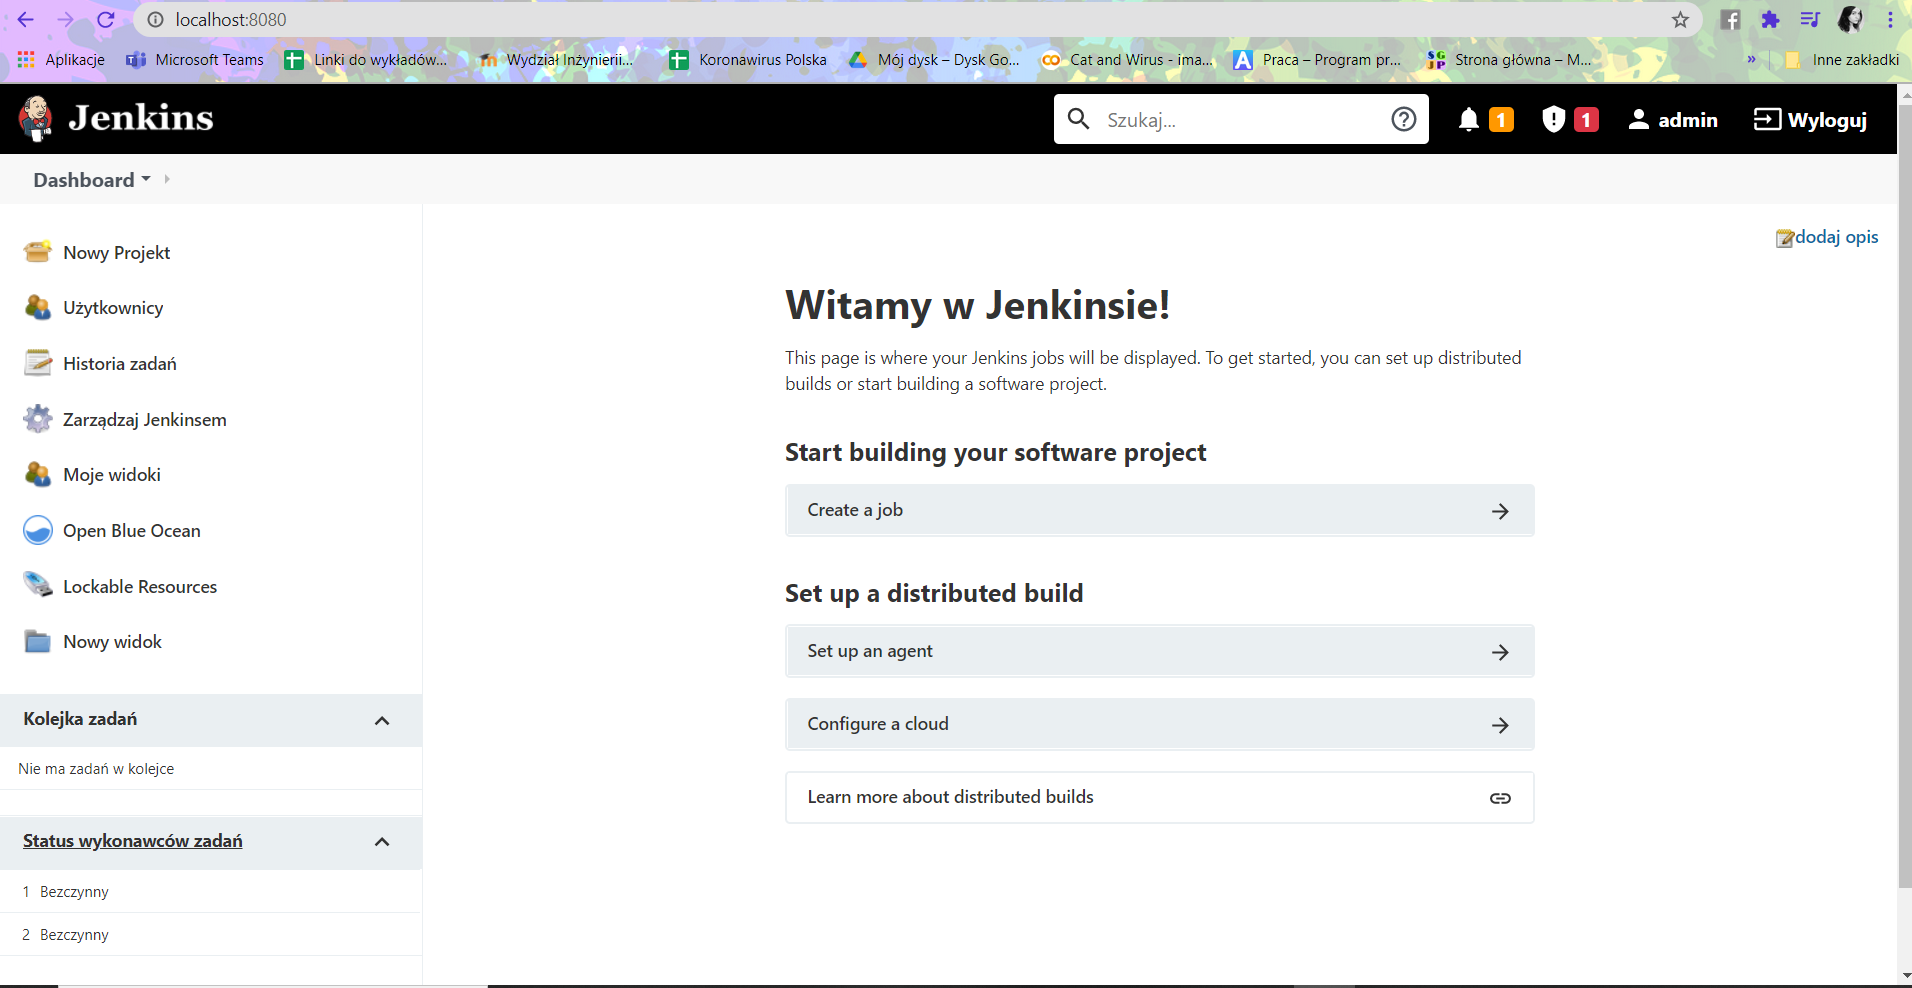 localhost:8080
Aplikacje Microsoft Teams Linki do wykładów... Wydział Inżynierii... Koronawirus Polska Mój dysk – Dysk Go... Cat and Wirus - ima... Praca – Program pr... Strona główna – M... » Inne zakładki
Jenkins
Szukaj...
1
1
admin
Wyloguj
Dashboard
dodaj opis
Nowy Projekt
Użytkownicy
Historia zadań
Zarządzaj Jenkinsem
Moje widoki
Open Blue Ocean
Lockable Resources
Nowy widok
Kolejka zadań
Nie ma zadań w kolejce
Status wykonawców zadań
1 Bezczynny
2 Bezczynny
Witamy w Jenkinsie!
This page is where your Jenkins jobs will be displayed. To get started, you can set up distributed
builds or start building a software project.
Start building your software project
Create a job
Set up a distributed build
Set up an agent
Configure a cloud
Learn more about distributed builds